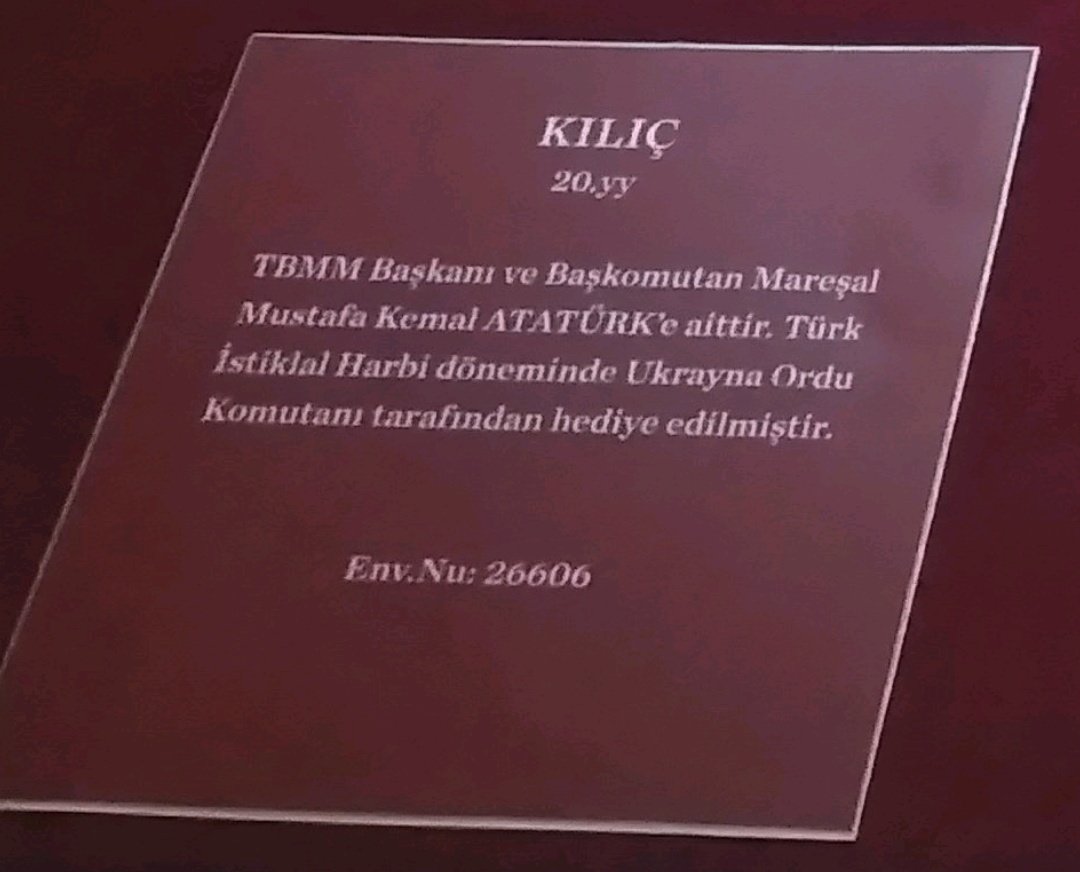 KILIÇ
20.yy
TBMM Başkanı ve Başkomutan Mareşal
Mustafa Kemal ATATÜRK'e aittir. Türk
İstiklal Harbi döneminde Ukrayna Ordu
Komutanı tarafından hediye edilmiştir.
Env.Nu: 26606